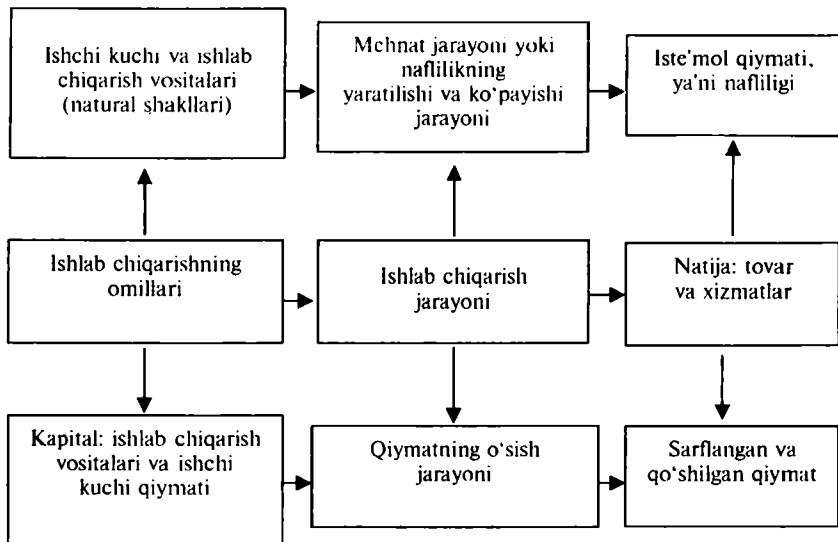 Ishchi kuchi va ishlab
chiqarish vositalari
(natural shakllari)
Mchnat jarayoni yoki
naflilikning
yaratilishi va ko‘payishi
jarayoni
Iste'mol qiymati,
ya'ni nafliligi
Ishlab chiqarishning
omillari
Ishlab chiqarish
jarayoni
Natija: tovar
va xizmatlar
Kapital: ishlab chiqarish
vositalari va ishchi
kuchi qiymati
Qiymatning o‘sish
jarayoni
Sarflangan va
qo‘shilgan qiymat